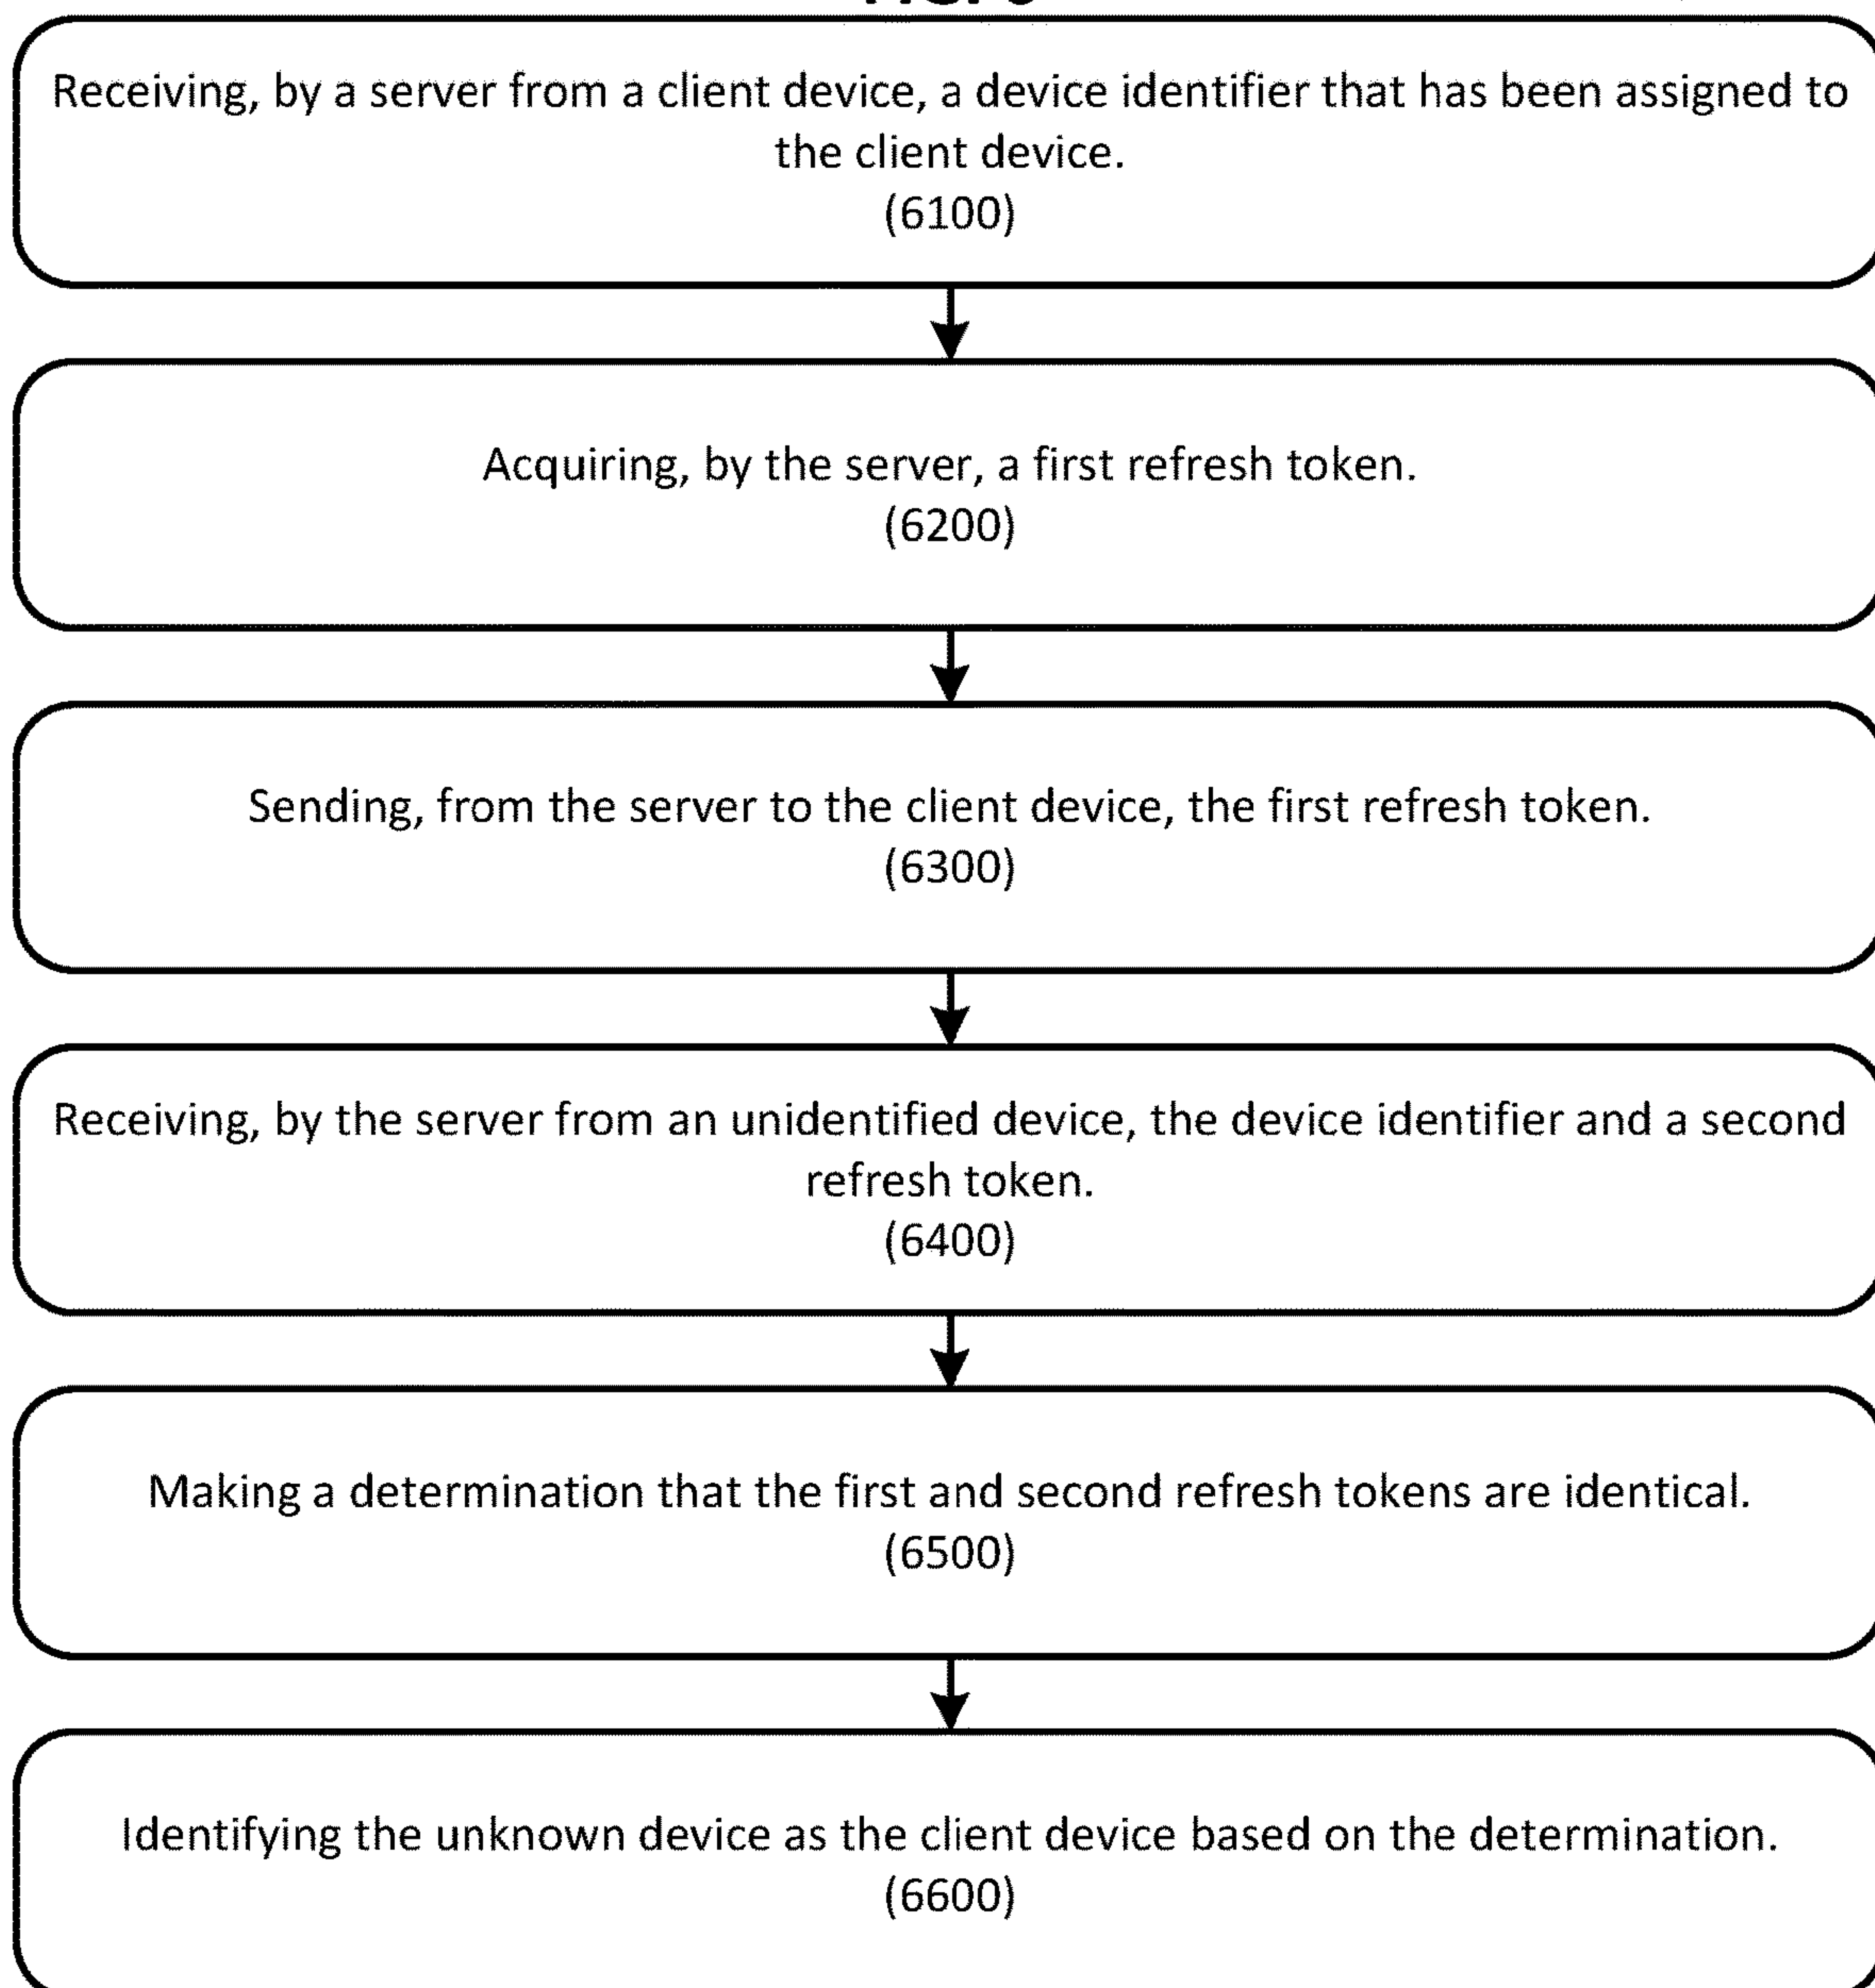 Receiving, by a server from a client device, a device identifier that has been assigned to
the client device.
(6100)
Acquiring, by the server, a first refresh token.
(6200)
Sending, from the server to the client device, the first refresh token.
(6300)
Receiving, by the server from an unidentified device, the device identifier and a second
refresh token.
(6400)
Making a determination that the first and second refresh tokens are identical.
(6500)
Identifying the unknown device as the client device based on the determination.
(6600)